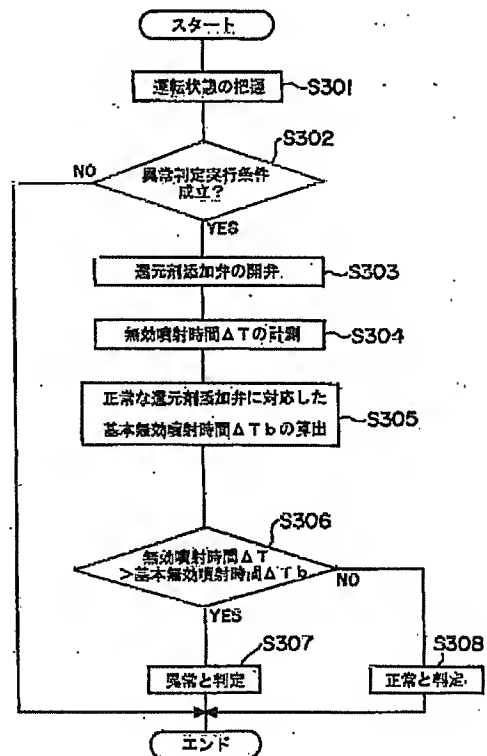 スタート
運転状態の把握
S301
S302
異常判定実行条件
成立?
NO
YES
還元剤添加弁の開弁
S303
無効噴射時間ΔTの計測
S304
正常な還元剤添加弁に対応した
基本無効噴射時間ΔTbの算出
S305
S306
無効噴射時間ΔT
>基本無効噴射時間ΔTb
NO
YES
S307
異常と判定
S308
正常と判定
エンド